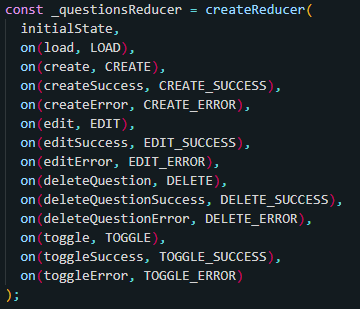 const _questionsReducer = createReducer(
  initialState,
  on(load, LOAD),
  on(create, CREATE),
  on(createSuccess, CREATE_SUCCESS),
  on(createError, CREATE_ERROR),
  on(edit, EDIT),
  on(editSuccess, EDIT_SUCCESS),
  on(editError, EDIT_ERROR),
  on(deleteQuestion, DELETE),
  on(deleteQuestionSuccess, DELETE_SUCCESS),
  on(deleteQuestionError, DELETE_ERROR),
  on(toggle, TOGGLE),
  on(toggleSuccess, TOGGLE_SUCCESS),
  on(toggleError, TOGGLE_ERROR)
);